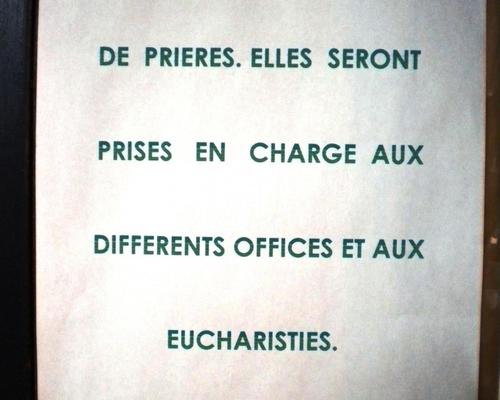 DE PRIERES. ELLES SERONT
PRISES EN CHARGE AUX
DIFFERENTS OFFICES ET AUX
EUCHARISTIES.